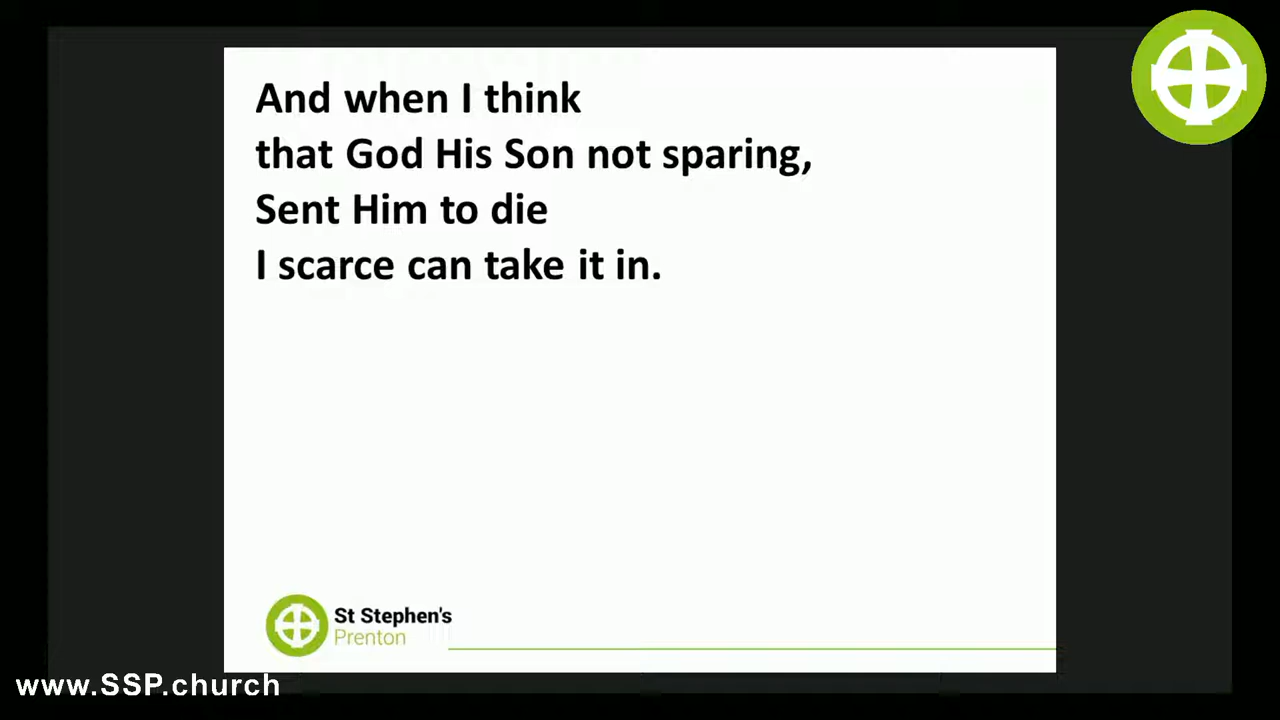 And when I think
that God His Son not sparing,
Sent Him to die
I scarce can take it in.
St Stephen's
Prenton
www.SSP.church